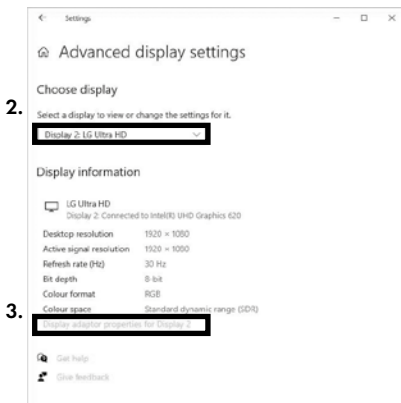 Settings
Advanced display settings
Choose display
2.
Select a display to view or change the settings for it.
Display 2: LG Ultra HD
Display information
LG Ultra HD
Display 2: Connected to Intel(R) UHD Graphics 620
Desktop resolution 1920 × 1080
Active signal resolution 1920 × 1080
Refresh rate (Hz) 30 Hz
Bit depth 8-bit
Colour format RGB
3.
Colour space Standard dynamic range (SDR)
Display adaptor properties for Display 2
Get help
Give feedback